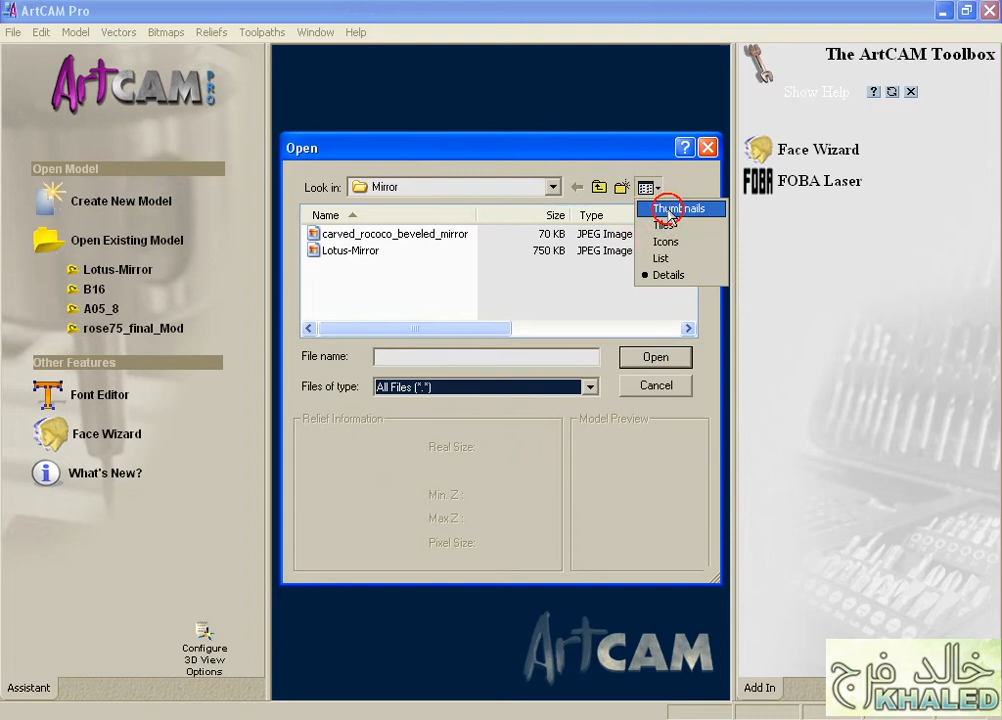 ArtCAM Pro
File Edit Model Vectors Bitmaps Reliefs Toolpaths Window Help
ArtCAM PRO
Open Model
Create New Model
Open Existing Model
Lotus-Mirror
B16
A05_8
rose75_final_Mod
Other Features
Font Editor
Face Wizard
What's New?
Configure
3D View
Options
Assistant
Open
Look in: Mirror
Name Size Type
carved_rococo_beveled_mirror 70 KB JPEG Image
Lotus-Mirror 750 KB JPEG Image
Thumbnails
Tiles
Icons
List
Details
File name: Open
Files of type: All Files (*.*) Cancel
Relief Information Model Preview
Real Size:
Min. Z :
Max Z :
Pixel Size:
ArtCAM
The ArtCAM Toolbox
Show Help ?
Face Wizard
FOBA FOBA Laser
Add In
خالد فرج
KHALED